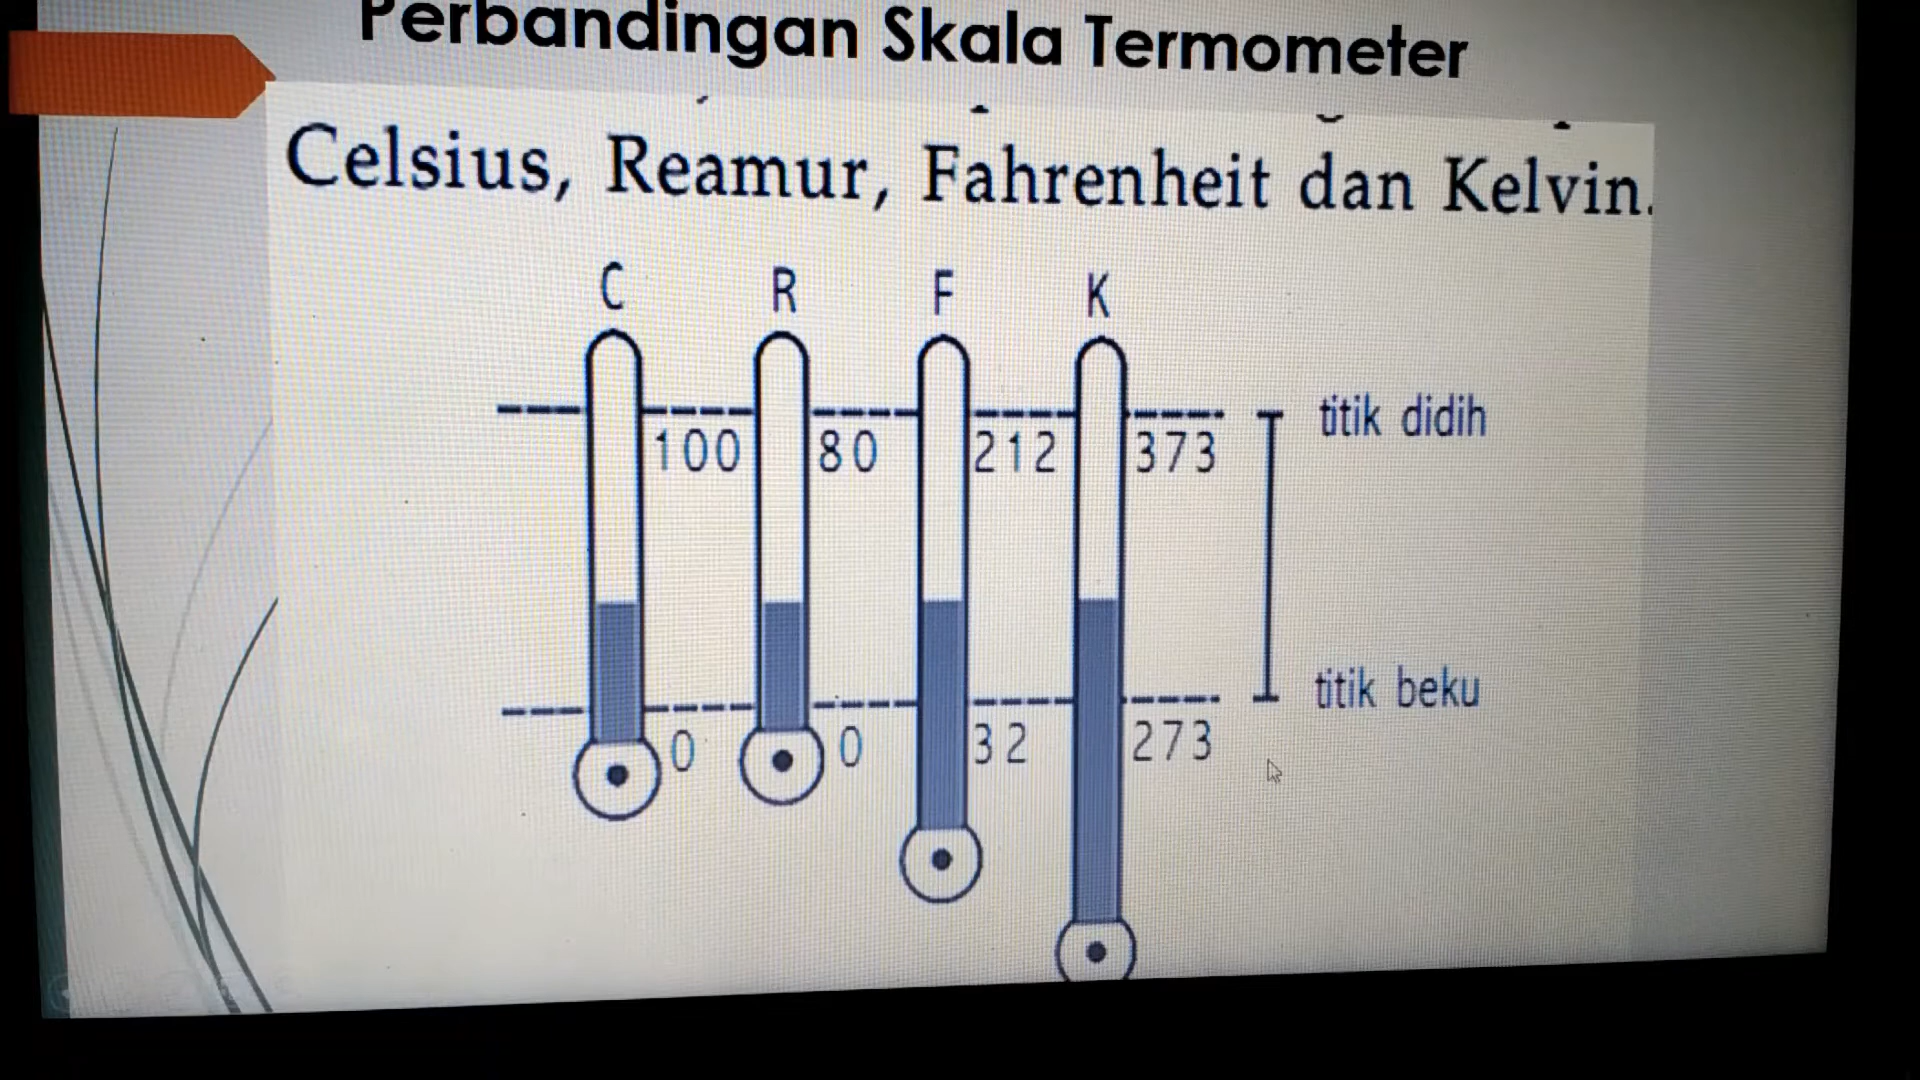 Perbandingan Skala Termometer
Celsius, Reamur, Fahrenheit dan Kelvin.
C R F K
100 80 212 373 titik didih
titik beku
0 0 32 273